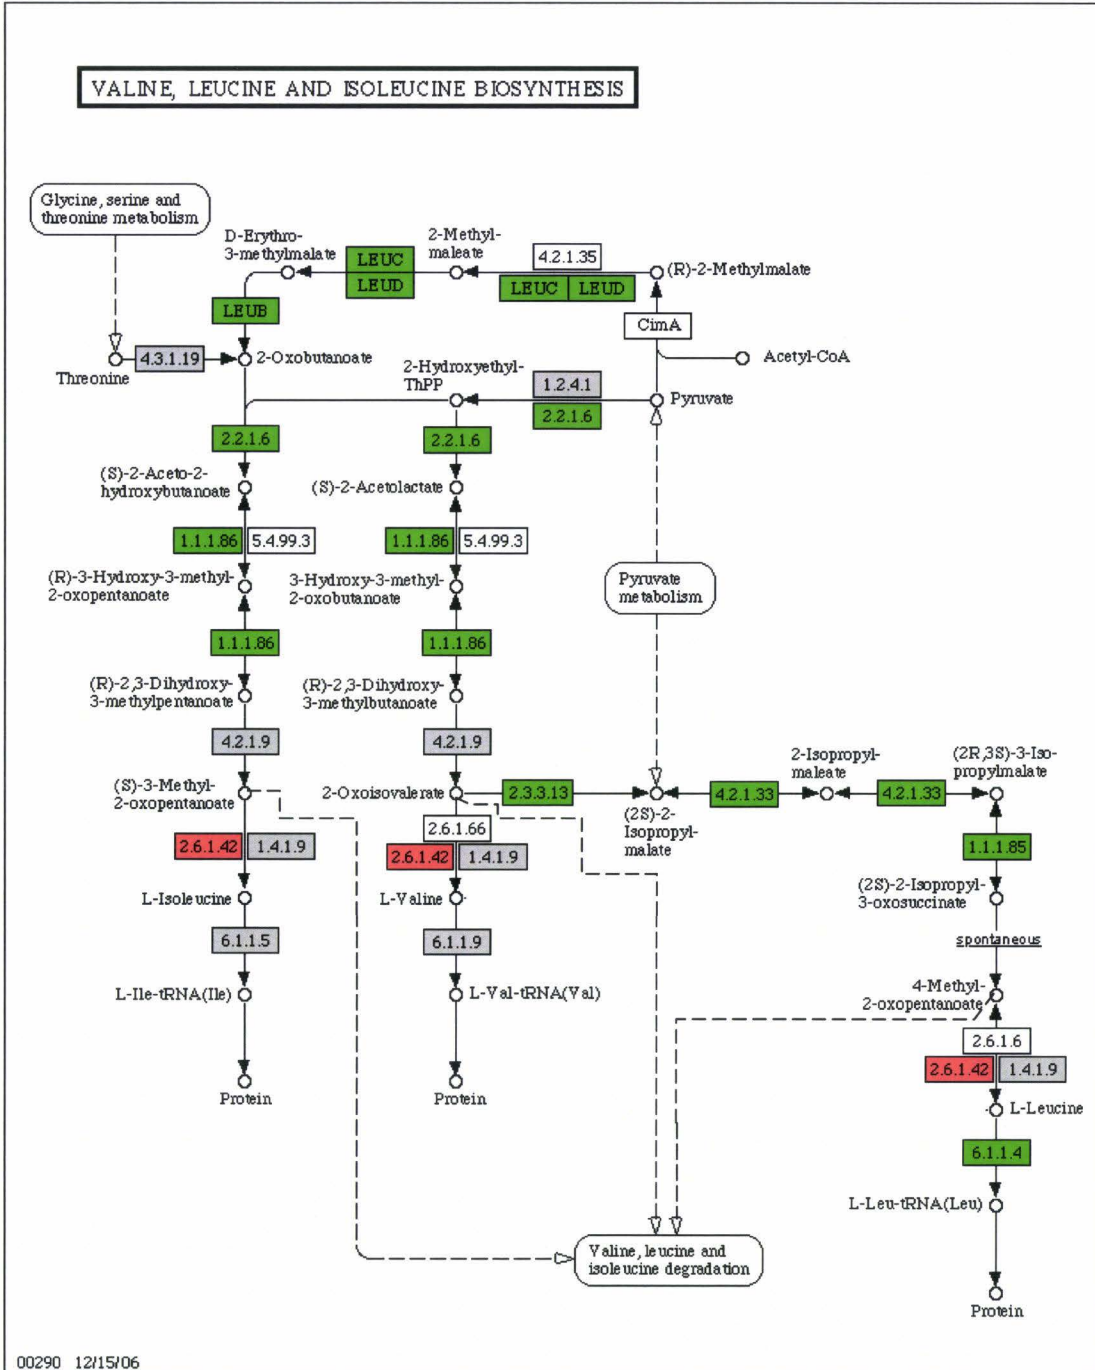 VALINE, LEUCINE AND ISOLEUCINE BIOSYNTHESIS
Glycine, serine and
threonine metabolism
D-Erythro-
3-methylmalate
LEUC
LEUD
2-Methyl-
maleate
4.2.1.35
LEUC
LEUD
(R)-2-Methylmalate
LEUB
CimA
Threonine
4.3.1.19
2-Oxobutanoate
Acetyl-CoA
2-Hydroxyethyl-
ThPP
1.2.4.1
2.2.1.6
Pyruvate
2.2.1.6
2.2.1.6
(S)-2-Aceto-2-
hydroxybutanoate
(S)-2-Acetolactate
1.1.1.86
5.4.99.3
1.1.1.86
5.4.99.3
(R)-3-Hydroxy-3-methyl-
2-oxopentanoate
3-Hydroxy-3-methyl-
2-oxobutanoate
Pyruvate
metabolism
1.1.1.86
1.1.1.86
(R)-2,3-Dihydroxy-
3-methylpentanoate
(R)-2,3-Dihydroxy-
3-methylbutanoate
4.2.1.9
4.2.1.9
(S)-3-Methyl-
2-oxopentanoate
2-Oxoisovalerate
2.3.3.13
(2S)-2-
Isopropyl-
malate
4.2.1.33
2-Isopropyl-
maleate
4.2.1.33
(2R,3S)-3-Iso-
propylmalate
2.6.1.42
1.4.1.9
2.6.1.66
2.6.1.42
1.4.1.9
1.1.1.85
L-Isoleucine
L-Valine
(2S)-2-Isopropyl-
3-oxosuccinate
6.1.1.5
6.1.1.9
spontaneous
L-Ile-tRNA(Ile)
L-Val-tRNA(Val)
4-Methyl-
2-oxopentanoate
2.6.1.6
2.6.1.42
1.4.1.9
Protein
Protein
L-Leucine
6.1.1.4
L-Leu-tRNA(Leu)
Valine, leucine and
isoleucine degradation
Protein
00290 12/15/06